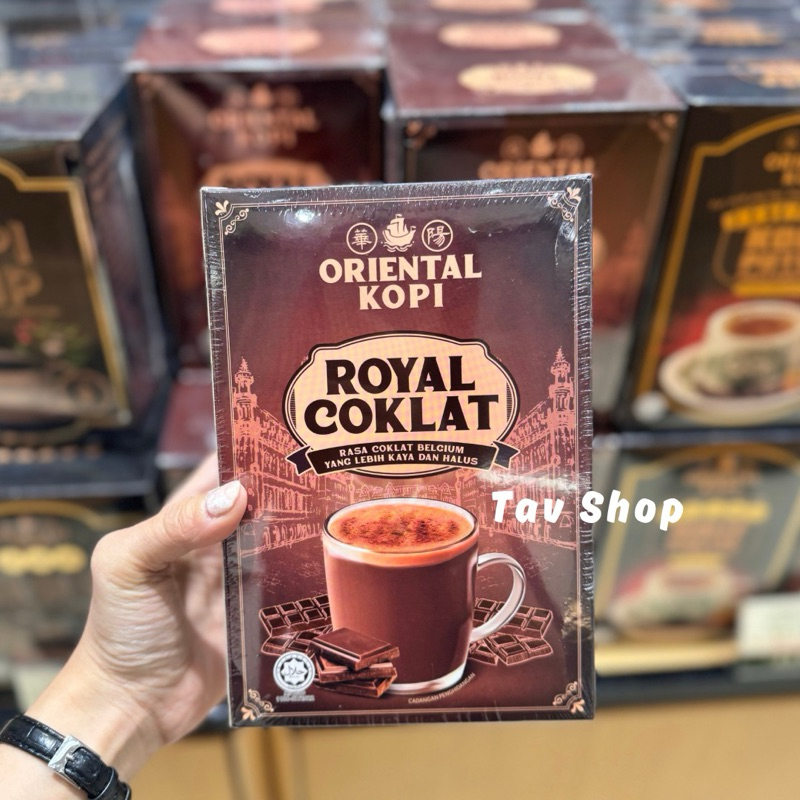 華 陽
ORIENTAL
KOPI
ROYAL
COKLAT
RASA COKLAT BELGIUM
YANG LEBIH KAYA DAN HALUS
Tav Shop
CADANGAN PENGHIDANGAN